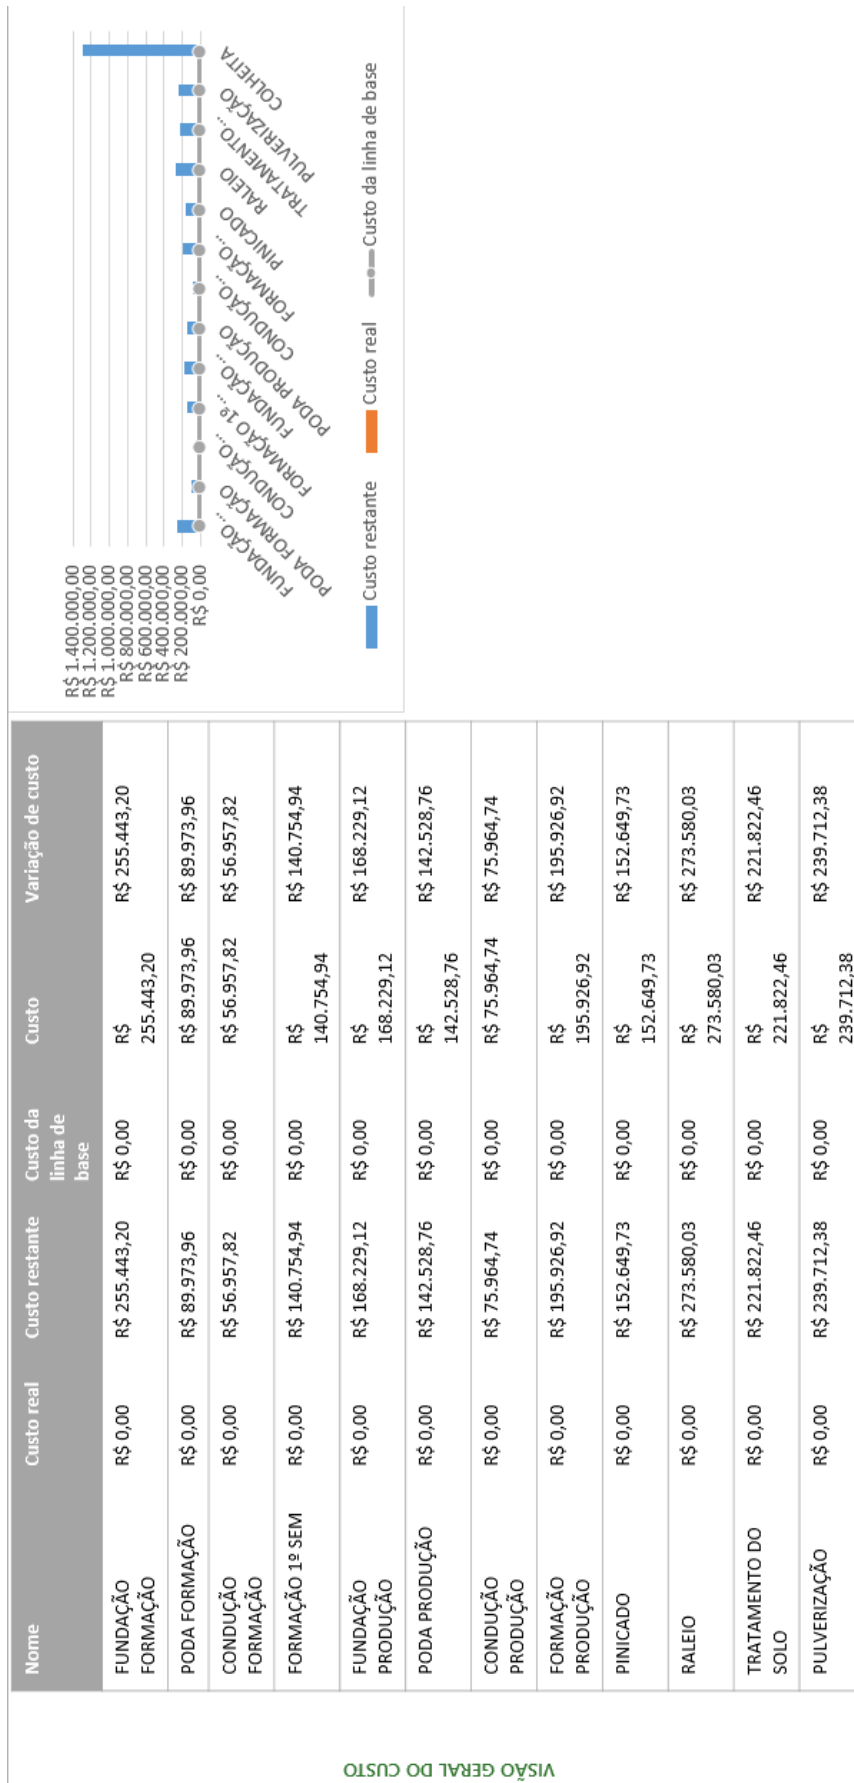 VISÃO GERAL DO CUSTO
Nome Custo real Custo restante Custo da linha de base Custo Variação de custo
FUNDAÇÃO FORMAÇÃO R$ 0,00 R$ 255.443,20 R$ 0,00 R$ 255.443,20 R$ 255.443,20
PODA FORMAÇÃO R$ 0,00 R$ 89.973,96 R$ 0,00 R$ 89.973,96 R$ 89.973,96
CONDUÇÃO FORMAÇÃO R$ 0,00 R$ 56.957,82 R$ 0,00 R$ 56.957,82 R$ 56.957,82
FORMAÇÃO 1º SEM R$ 0,00 R$ 140.754,94 R$ 0,00 R$ 140.754,94 R$ 140.754,94
FUNDAÇÃO PRODUÇÃO R$ 0,00 R$ 168.229,12 R$ 0,00 R$ 168.229,12 R$ 168.229,12
PODA PRODUÇÃO R$ 0,00 R$ 142.528,76 R$ 0,00 R$ 142.528,76 R$ 142.528,76
CONDUÇÃO PRODUÇÃO R$ 0,00 R$ 75.964,74 R$ 0,00 R$ 75.964,74 R$ 75.964,74
FORMAÇÃO PRODUÇÃO R$ 0,00 R$ 195.926,92 R$ 0,00 R$ 195.926,92 R$ 195.926,92
PINICADO R$ 0,00 R$ 152.649,73 R$ 0,00 R$ 152.649,73 R$ 152.649,73
RALEIO R$ 0,00 R$ 273.580,03 R$ 0,00 R$ 273.580,03 R$ 273.580,03
TRATAMENTO DO SOLO R$ 0,00 R$ 221.822,46 R$ 0,00 R$ 221.822,46 R$ 221.822,46
PULVERIZAÇÃO R$ 0,00 R$ 239.712,38 R$ 0,00 R$ 239.712,38 R$ 239.712,38
R$ 1.400.000,00
R$ 1.200.000,00
R$ 1.000.000,00
R$ 800.000,00
R$ 600.000,00
R$ 400.000,00
R$ 200.000,00
R$ 0,00
FUNDAÇÃO...
PODA FORMAÇÃO
CONDUÇÃO...
FORMAÇÃO 1º...
FUNDAÇÃO...
PODA PRODUÇÃO
CONDUÇÃO...
FORMAÇÃO...
PINICADO
RALEIO
TRATAMENTO...
PULVERIZAÇÃO
COLHEITA
Custo restante Custo real Custo da linha de base